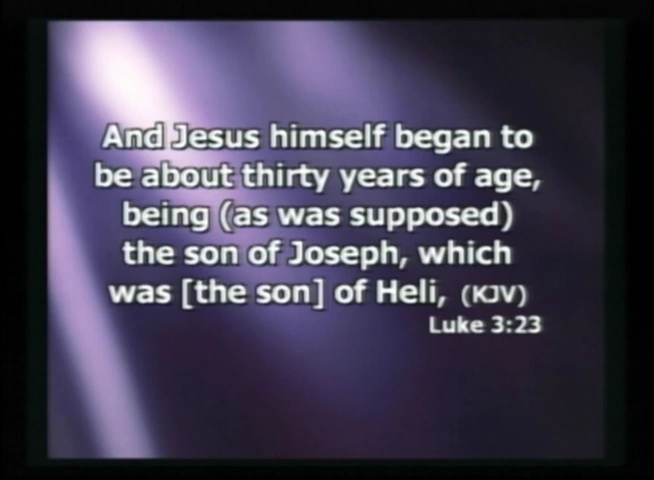 And Jesus himself began to
be about thirty years of age,
being (as was supposed)
the son of Joseph, which
was [the son] of Heli, (KJV)
Luke 3:23